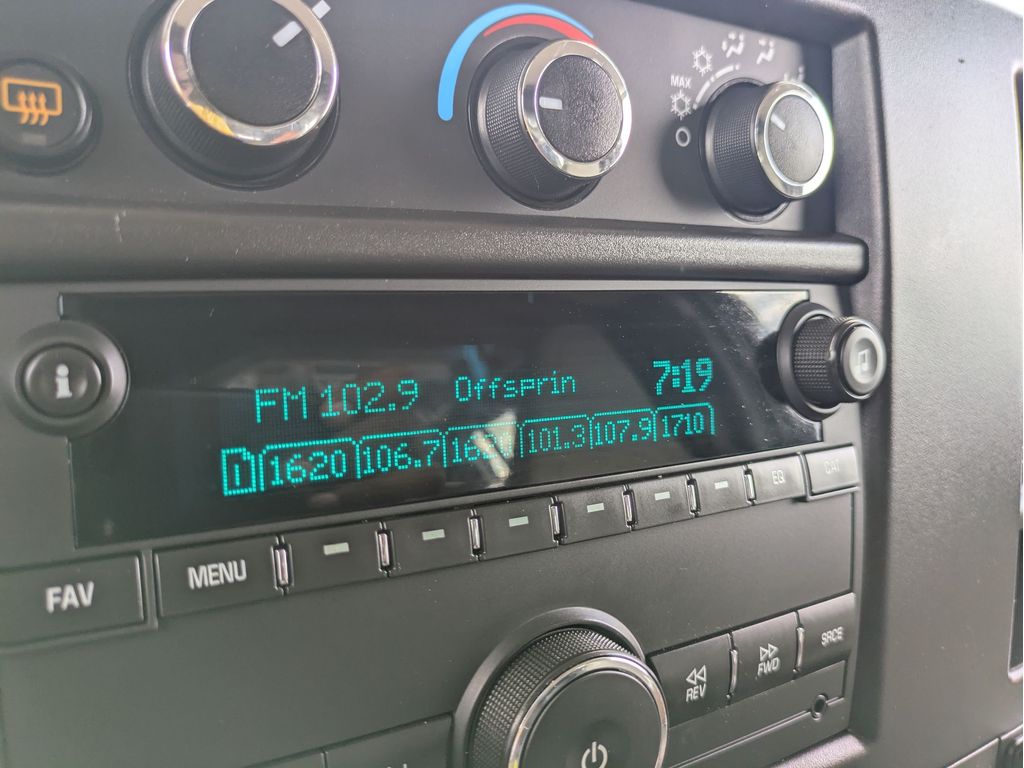 MAX
i
FM 102.9 Offsprin 7:19
1 1620 106.7 101.3 107.9 1710
EQ CAT
FAV MENU
REV FWD SRCE